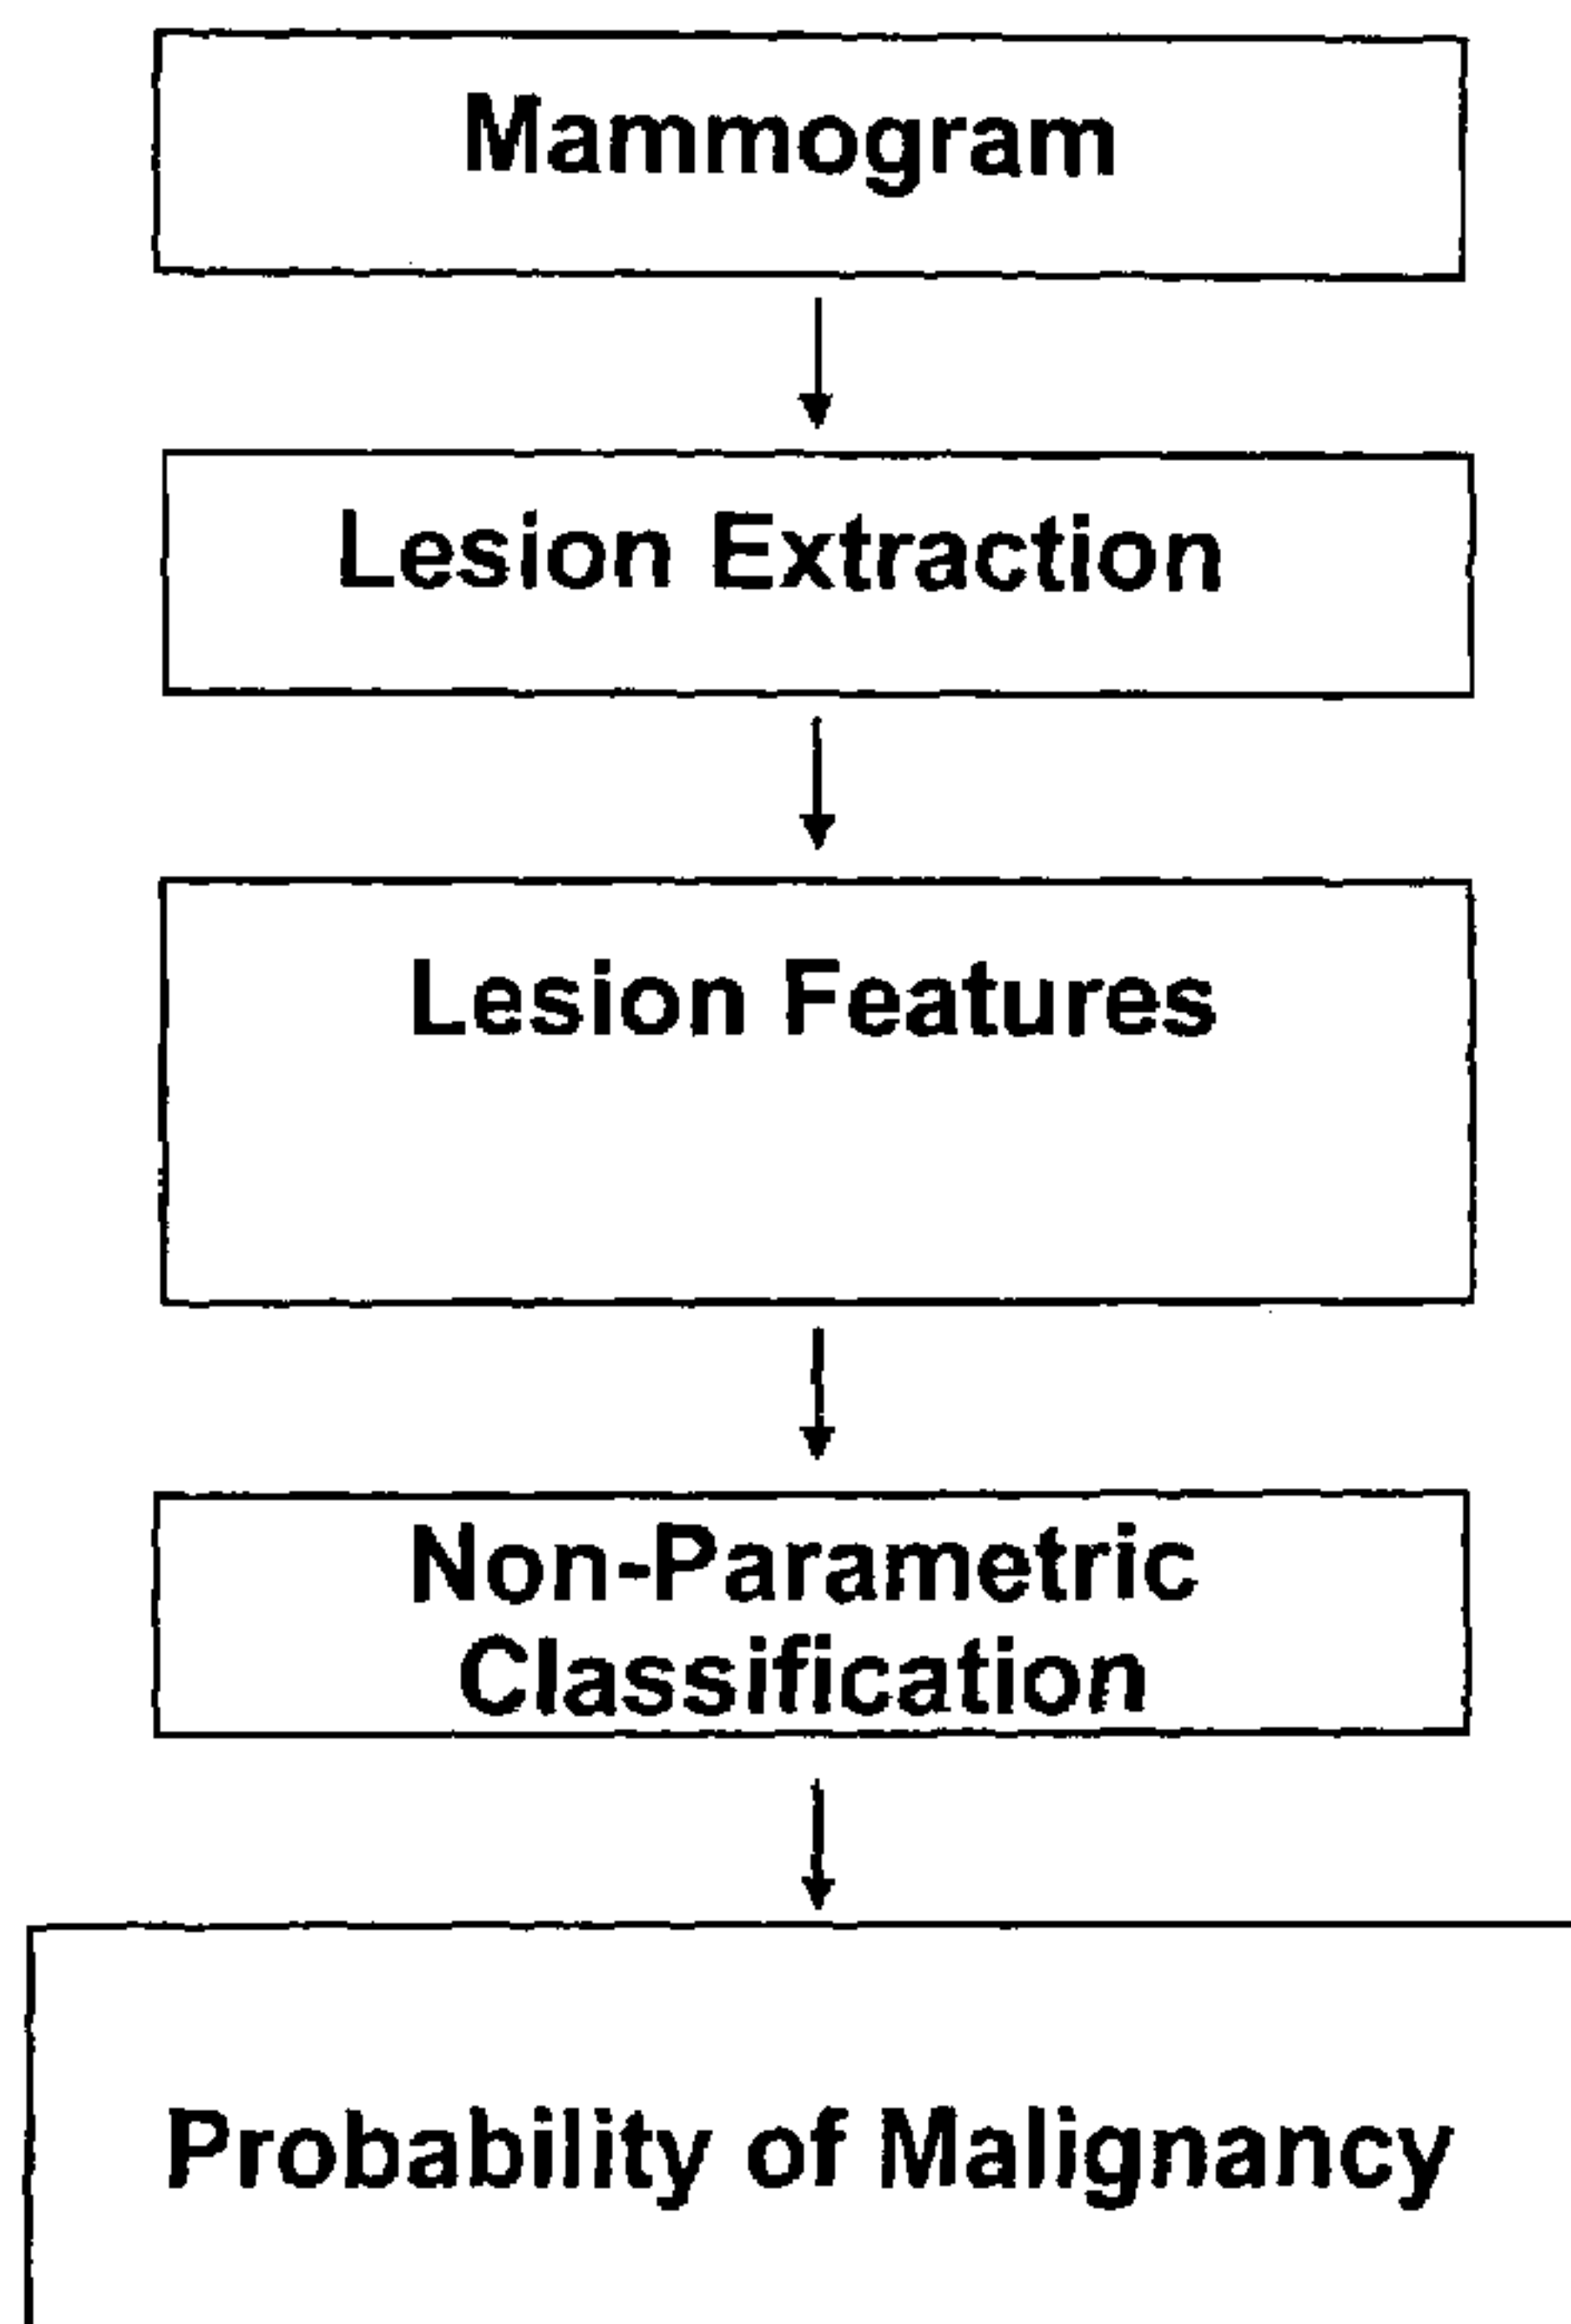 Mammogram
Lesion Extraction
Lesion Features
Non-Parametric
Classification
Probability of Malignancy